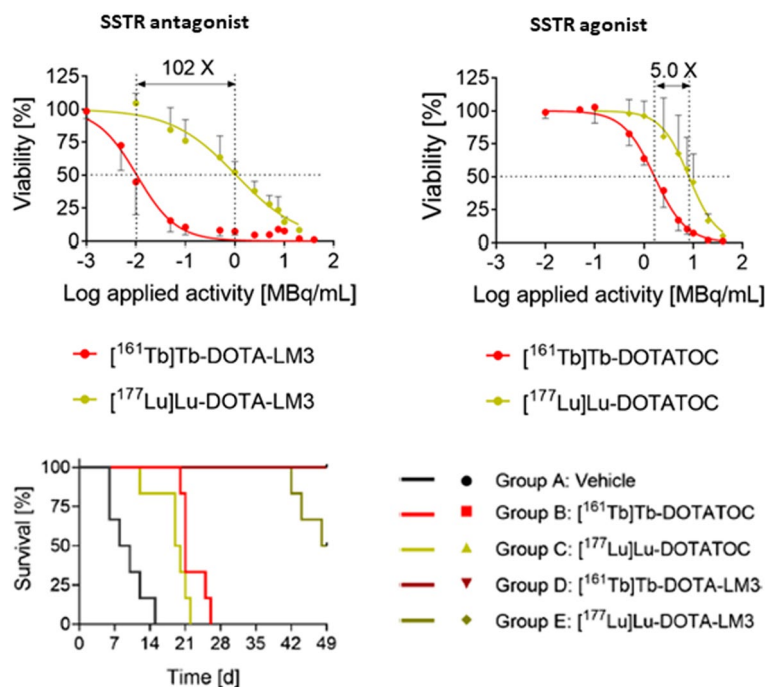 SSTR antagonist
102 X
Viability [%]
125
100
75
50
25
0
-3 -2 -1 0 1 2
Log applied activity [MBq/mL]
[161Tb]Tb-DOTA-LM3
[177Lu]Lu-DOTA-LM3
SSTR agonist
5.0 X
Viability [%]
125
100
75
50
25
0
-3 -2 -1 0 1 2
Log applied activity [MBq/mL]
[161Tb]Tb-DOTATOC
[177Lu]Lu-DOTATOC
Survival [%]
100
75
50
25
0
0 7 14 21 28 35 42 49
Time [d]
Group A: Vehicle
Group B: [161Tb]Tb-DOTATOC
Group C: [177Lu]Lu-DOTATOC
Group D: [161Tb]Tb-DOTA-LM3
Group E: [177Lu]Lu-DOTA-LM3